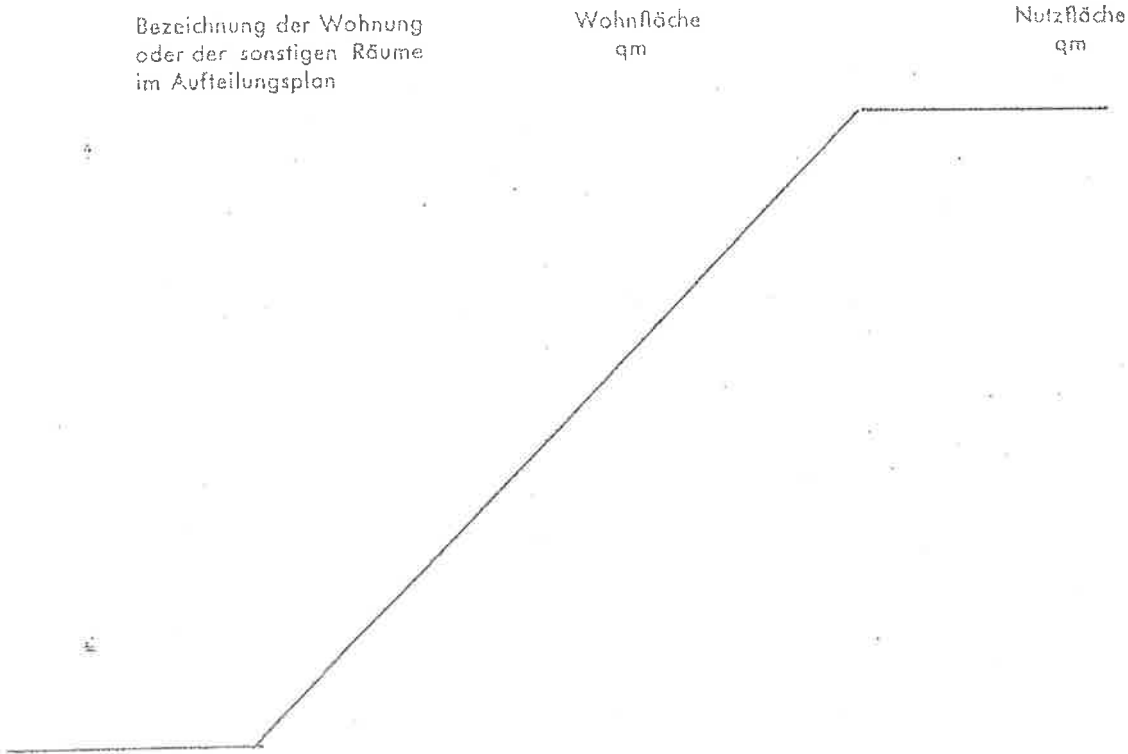 Bezeichnung der Wohnung
oder der sonstigen Räume
im Aufteilungsplan
Wohnfläche
qm
Nutzfläche
qm